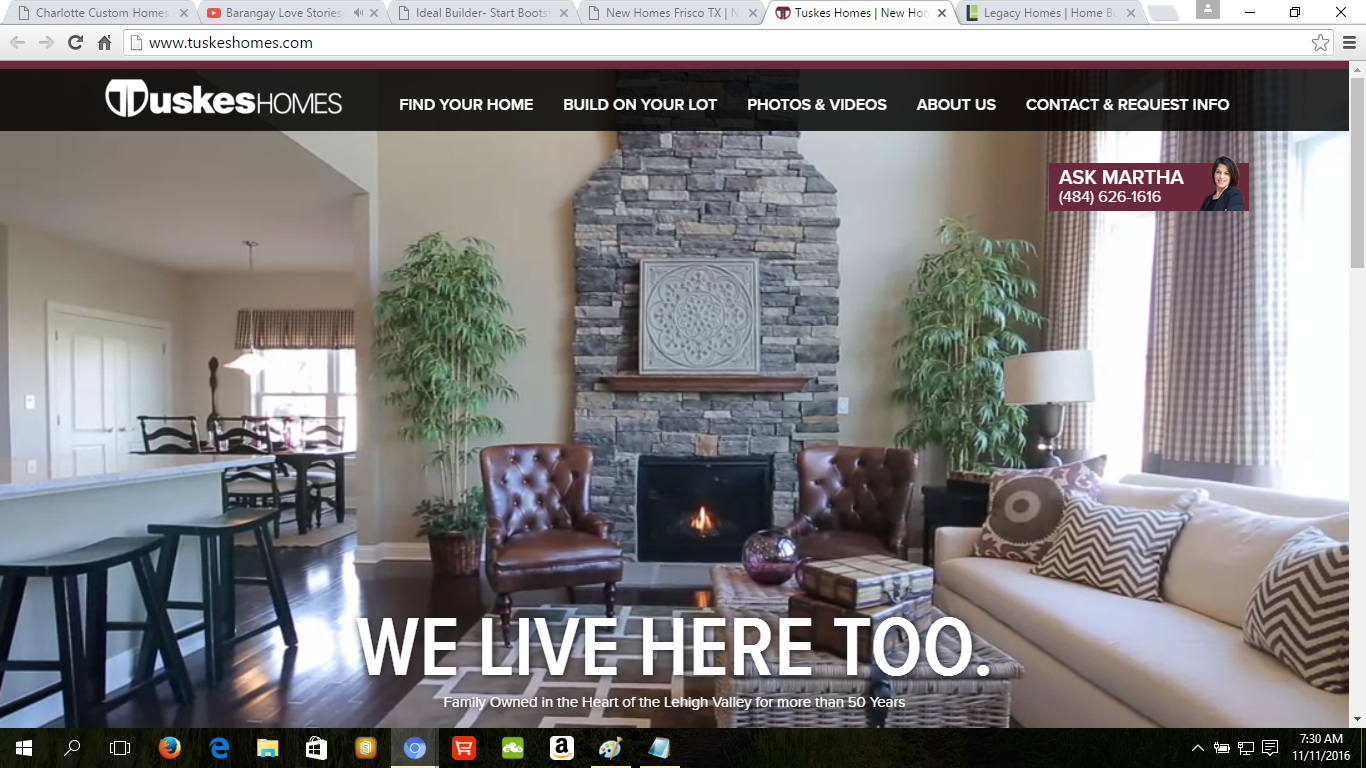 Charlotte Custom Homes
Barangay Love Stories
Ideal Builder- Start Boots
New Homes Frisco TX | N
Tuskes Homes | New Hom
Legacy Homes | Home Bu
www.tuskeshomes.com
Tuskes HOMES
FIND YOUR HOME
BUILD ON YOUR LOT
PHOTOS & VIDEOS
ABOUT US
CONTACT & REQUEST INFO
ASK MARTHA
(484) 626-1616
WE LIVE HERE TOO.
Family Owned in the Heart of the Lehigh Valley for more than 50 Years
7:30 AM
11/11/2016